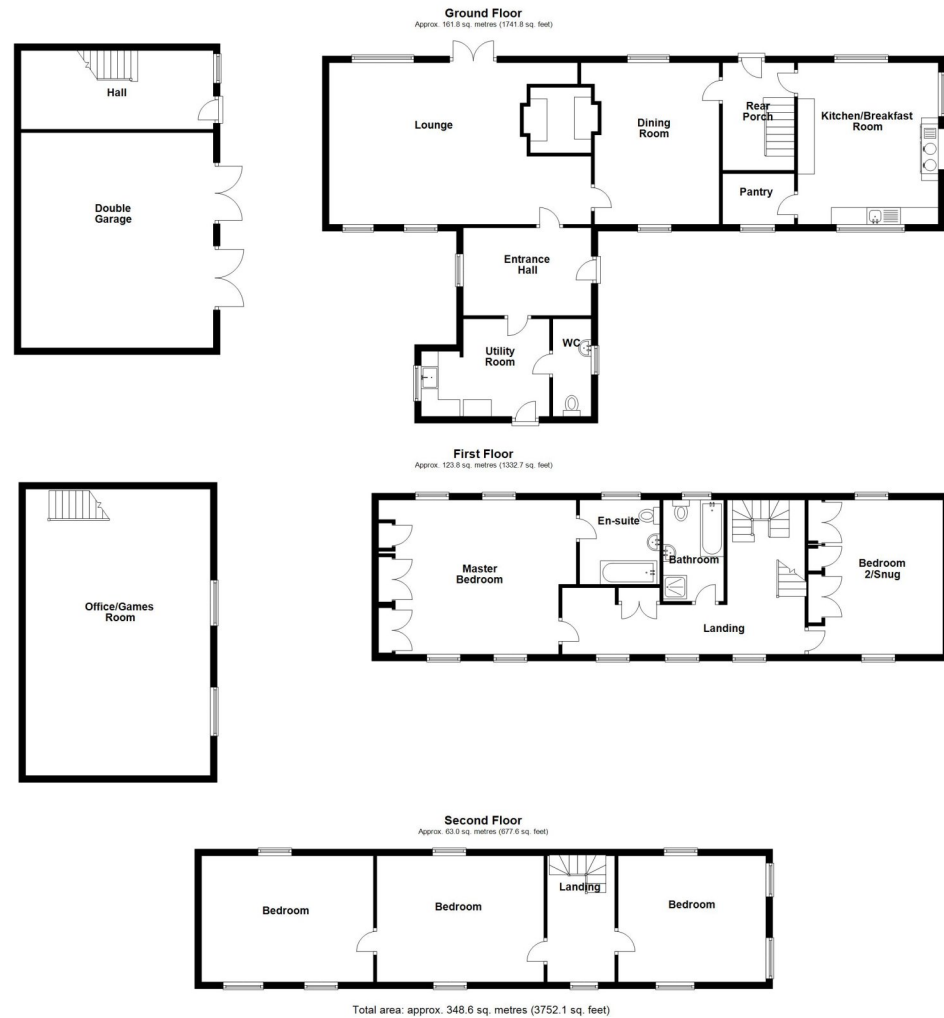 Ground Floor
Approx. 161.8 sq. metres (1741.8 sq. feet)
Hall
Double
Garage
Lounge
Dining
Room
Rear
Porch
Kitchen/Breakfast
Room
Pantry
Entrance
Hall
Utility
Room
WC
First Floor
Approx. 123.8 sq. metres (1332.7 sq. feet)
Office/Games
Room
Master
Bedroom
En-suite
Bathroom
Landing
Bedroom
2/Snug
Second Floor
Approx. 63.0 sq. metres (677.6 sq. feet)
Bedroom
Bedroom
Landing
Bedroom
Total area: approx. 348.6 sq. metres (3752.1 sq. feet)